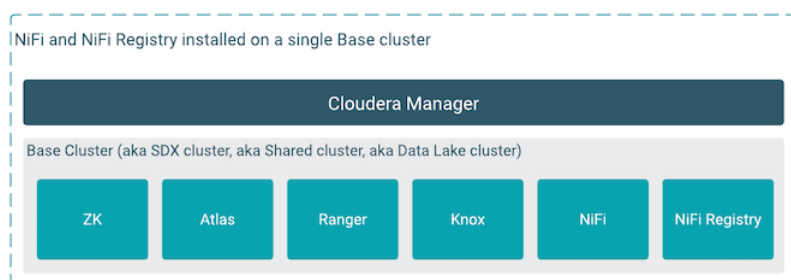 NiFi and NiFi Registry installed on a single Base cluster
Cloudera Manager
Base Cluster (aka SDX cluster, aka Shared cluster, aka Data Lake cluster)
ZK Atlas Ranger Knox NiFi NiFi Registry